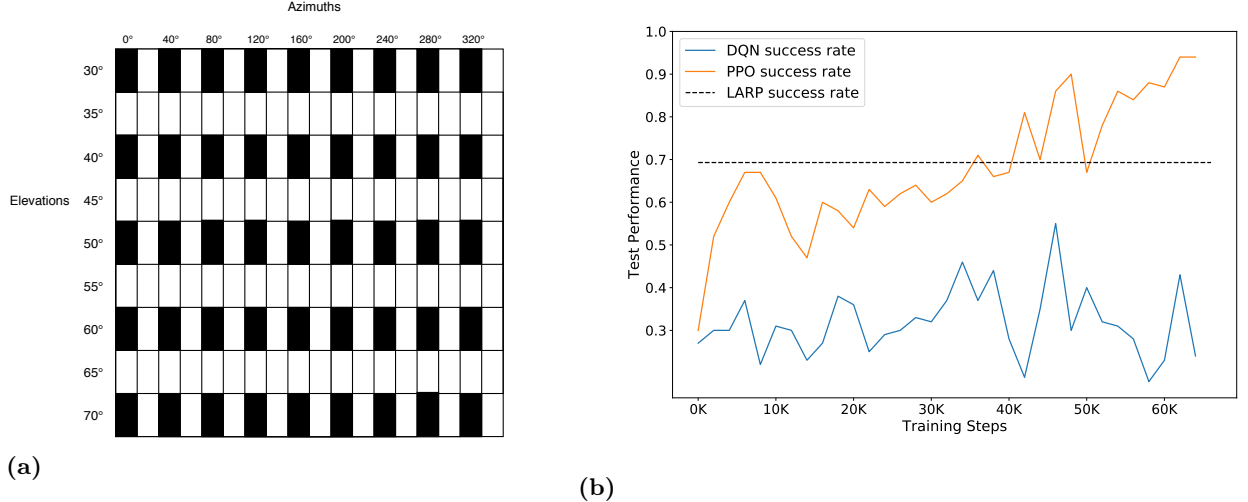 Azimuths
0° 40° 80° 120° 160° 200° 240° 280° 320°
30°
35°
40°
Elevations 45°
50°
55°
60°
65°
70°
(a)
1.0
0.9
0.8
0.7
0.6
0.5
0.4
0.3
Test Performance
DQN success rate
PPO success rate
LARP success rate
0K 10K 20K 30K 40K 50K 60K
Training Steps
(b)